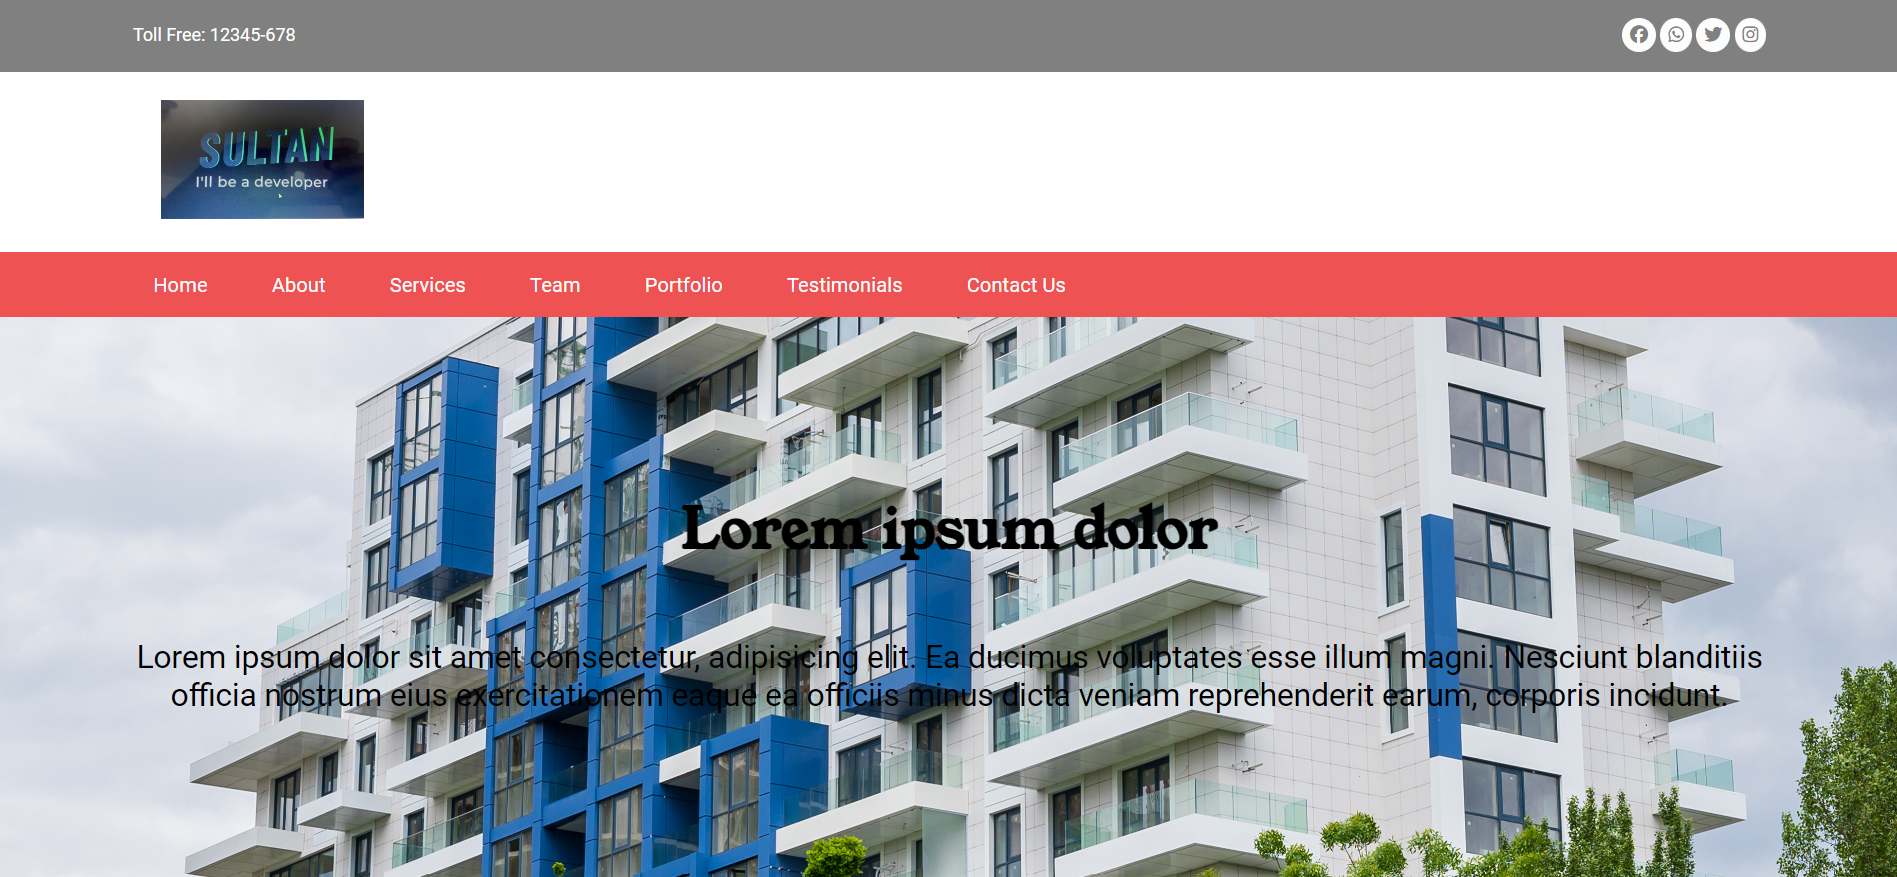 Toll Free: 12345-678
SULTAN
I'll be a developer
Home About Services Team Portfolio Testimonials Contact Us
Lorem ipsum dolor
Lorem ipsum dolor sit amet consectetur, adipisicing elit. Ea ducimus voluptates esse illum magni. Nesciunt blanditiis
officia nostrum eius exercitationem eaque ea officiis minus dicta veniam reprehenderit earum, corporis incidunt.